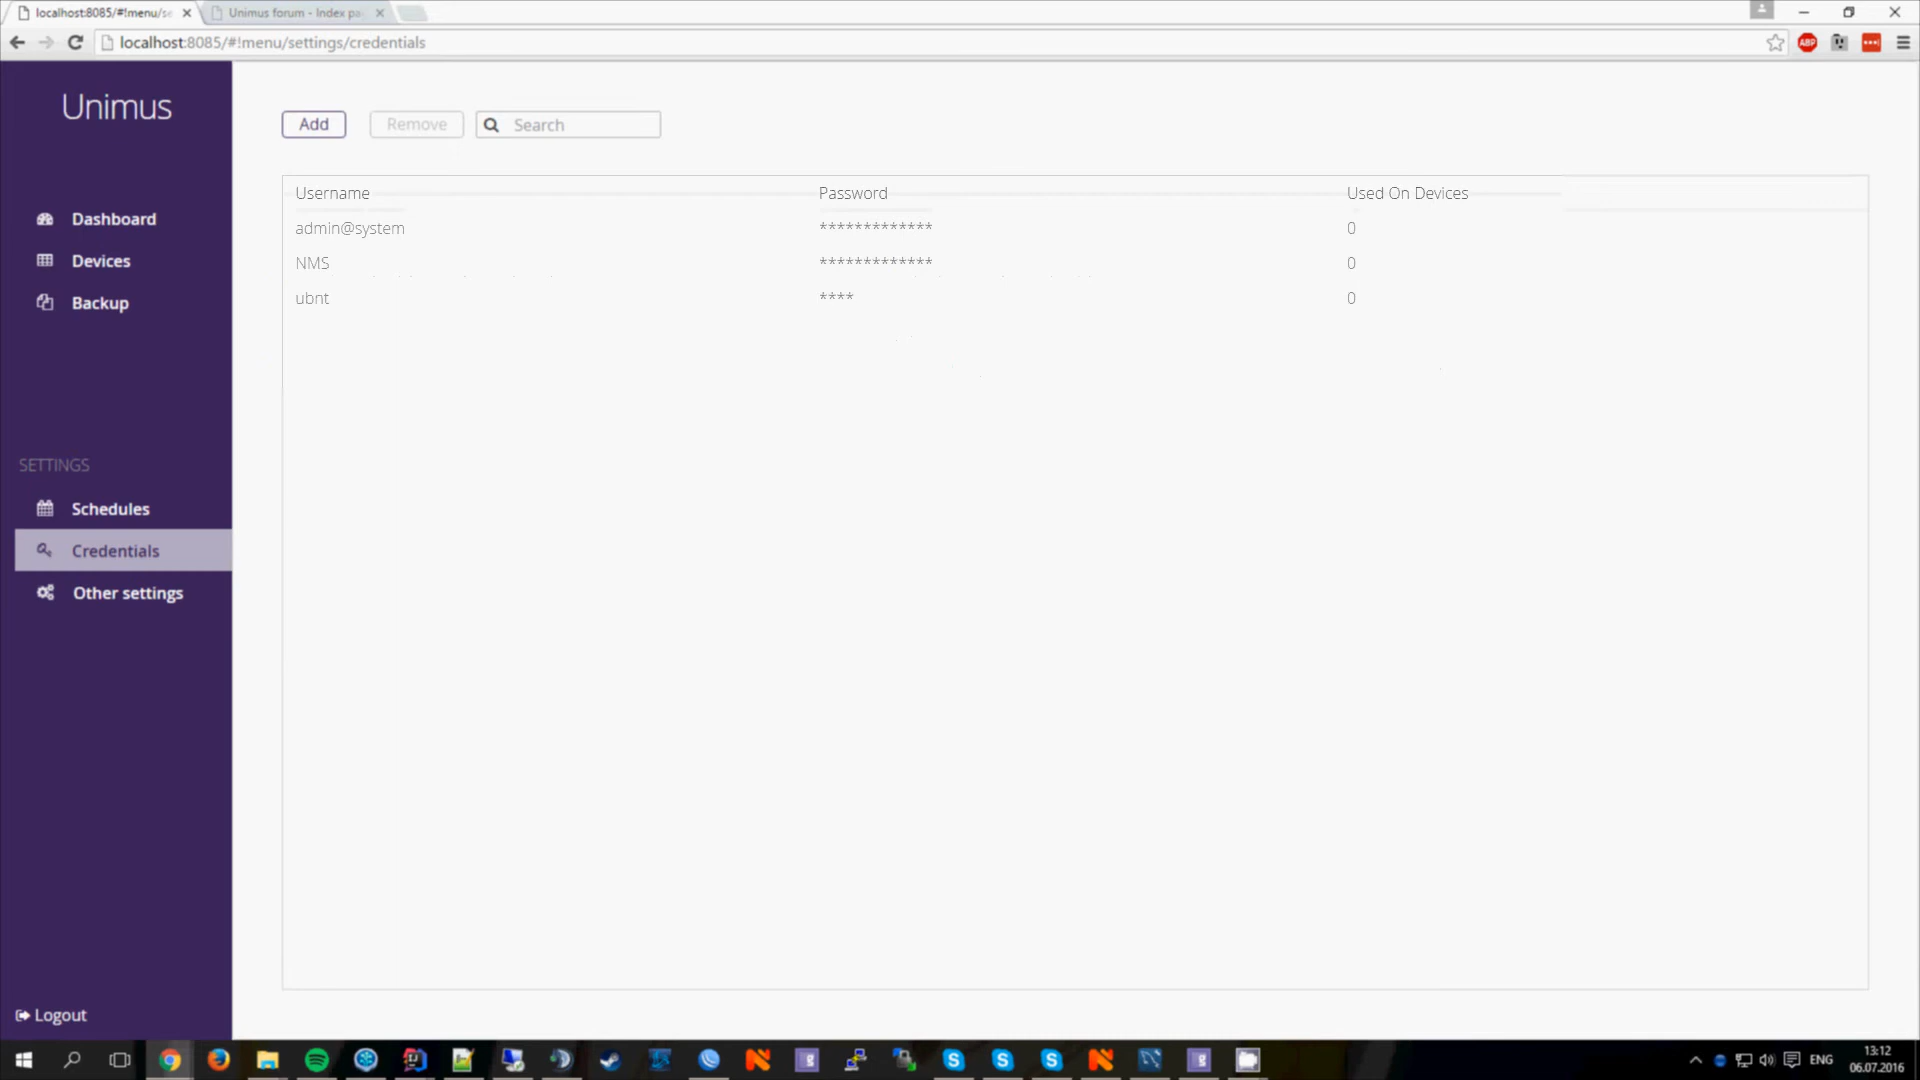 localhost:8085/#!menu/se
Unimus forum - Index pa
localhost:8085/#!menu/settings/credentials
ABP
Unimus
Add
Remove
Search
Username
Password
Used On Devices
admin@system
*************
0
NMS
*************
0
ubnt
****
0
Dashboard
Devices
Backup
SETTINGS
Schedules
Credentials
Other settings
Logout
ENG
13:12
06.07.2016